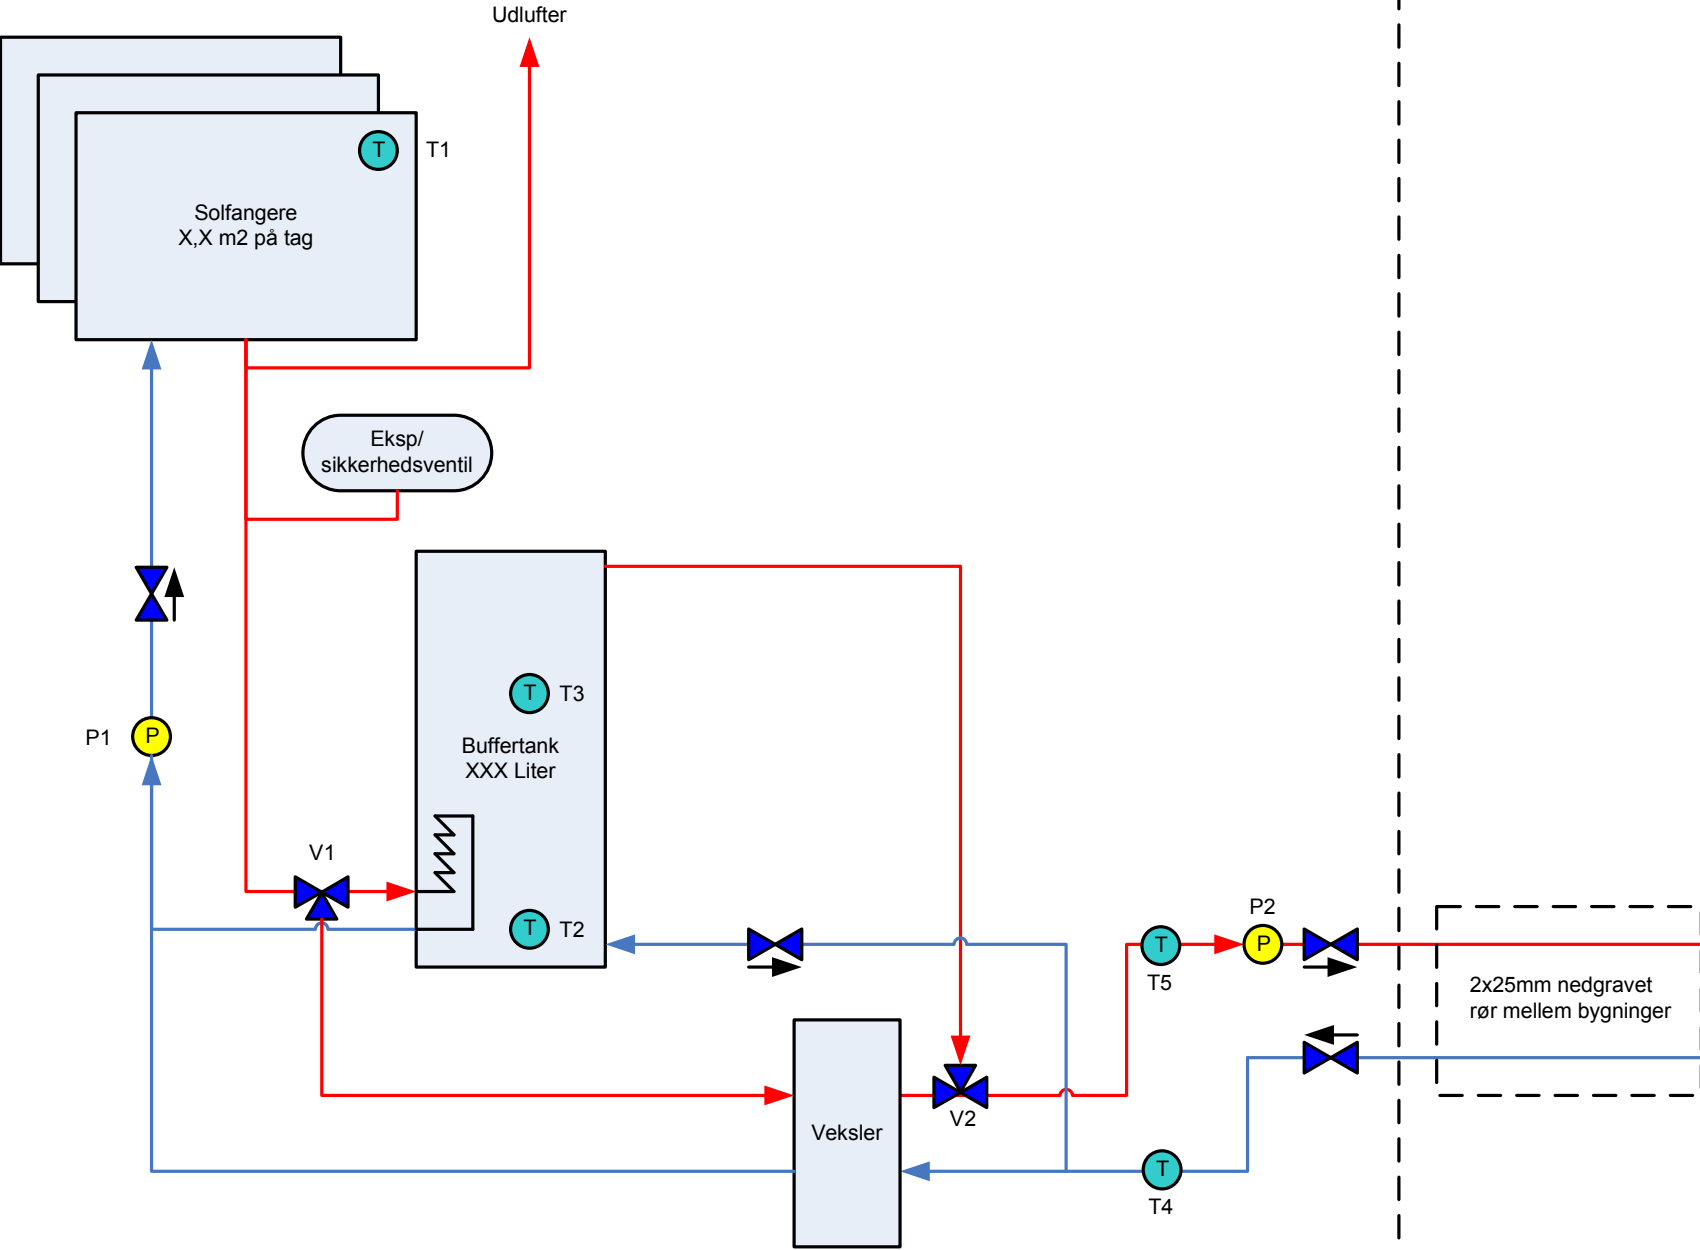 Udlufter
T
T1
Solfangere
X,X m2 på tag
Eksp/
sikkerhedsventil
T
T3
P1
P
Buffertank
XXX Liter
V1
T
T2
P2
T
P
T5
2x25mm nedgravet
rør mellem bygninger
V2
Veksler
T
T4